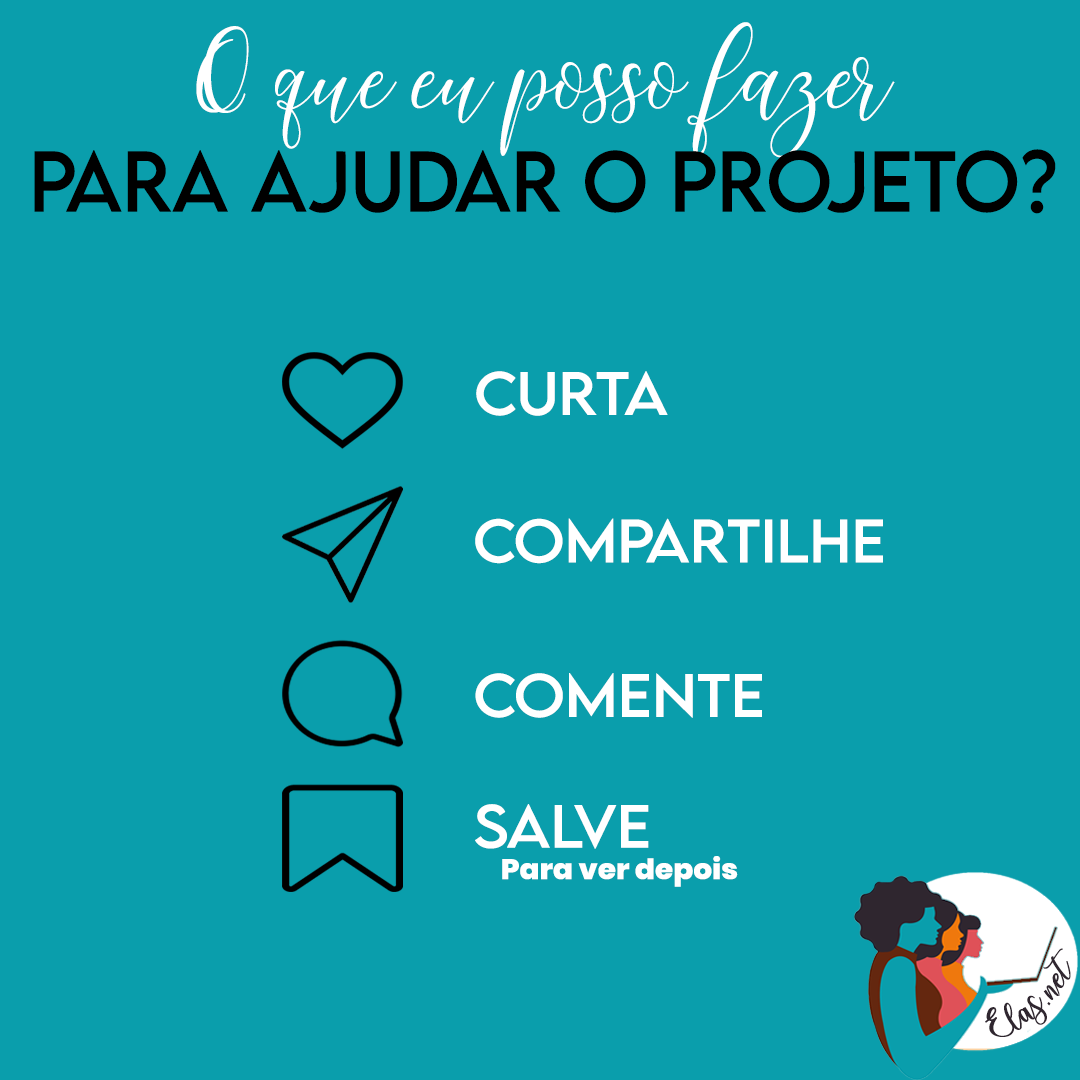 O que eu posso fazer
PARA AJUDAR O PROJETO?
CURTA
COMPARTILHE
COMENTE
SALVE
Para ver depois
Elas.net